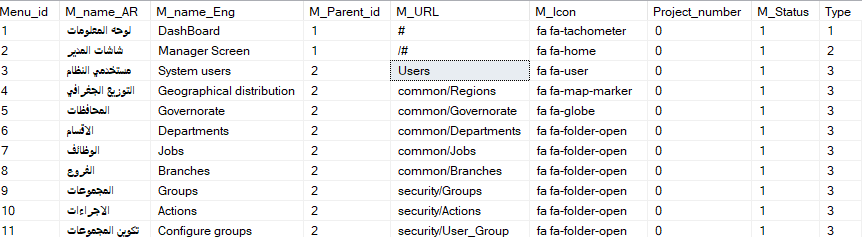 Menu_id M_name_AR M_name_Eng M_Parent_id M_URL M_Icon Project_number M_Status Type
1 لوحه المعلومات DashBoard 1 # fa fa-tachometer 0 1 1
2 شاشات المدير Manager Screen 1 /# fa fa-home 0 1 2
3 مستخدمي النظام System users 2 Users fa fa-user 0 1 3
4 التوزيع الجغرافي Geographical distribution 2 common/Regions fa fa-map-marker 0 1 3
5 المحافظات Governorate 2 common/Governorate fa fa-globe 0 1 3
6 الاقسام Departments 2 common/Departments fa fa-folder-open 0 1 3
7 الوظائف Jobs 2 common/Jobs fa fa-folder-open 0 1 3
8 الفروع Branches 2 common/Branches fa fa-folder-open 0 1 3
9 المجموعات Groups 2 security/Groups fa fa-folder-open 0 1 3
10 الاجراءات Actions 2 security/Actions fa fa-folder-open 0 1 3
11 تكوين المجموعات Configure groups 2 security/User_Group fa fa-folder-open 0 1 3